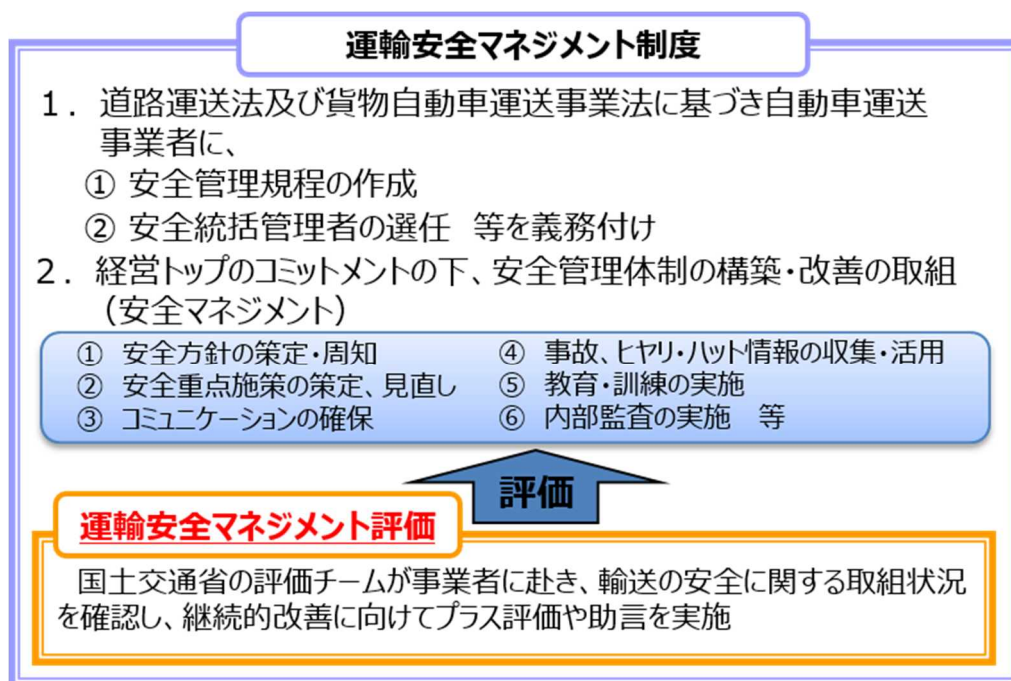 運輸安全マネジメント制度
１．道路運送法及び貨物自動車運送事業法に基づき自動車運送
事業者に、
① 安全管理規程の作成
② 安全統括管理者の選任　等を義務付け
２．経営トップのコミットメントの下、安全管理体制の構築・改善の取組
（安全マネジメント）
① 安全方針の策定・周知
② 安全重点施策の策定、見直し
③ コミュニケーションの確保
④ 事故、ヒヤリ・ハット情報の収集・活用
⑤ 教育・訓練の実施
⑥ 内部監査の実施　等
評価
運輸安全マネジメント評価
国土交通省の評価チームが事業者に赴き、輸送の安全に関する取組状況
を確認し、継続的改善に向けてプラス評価や助言を実施